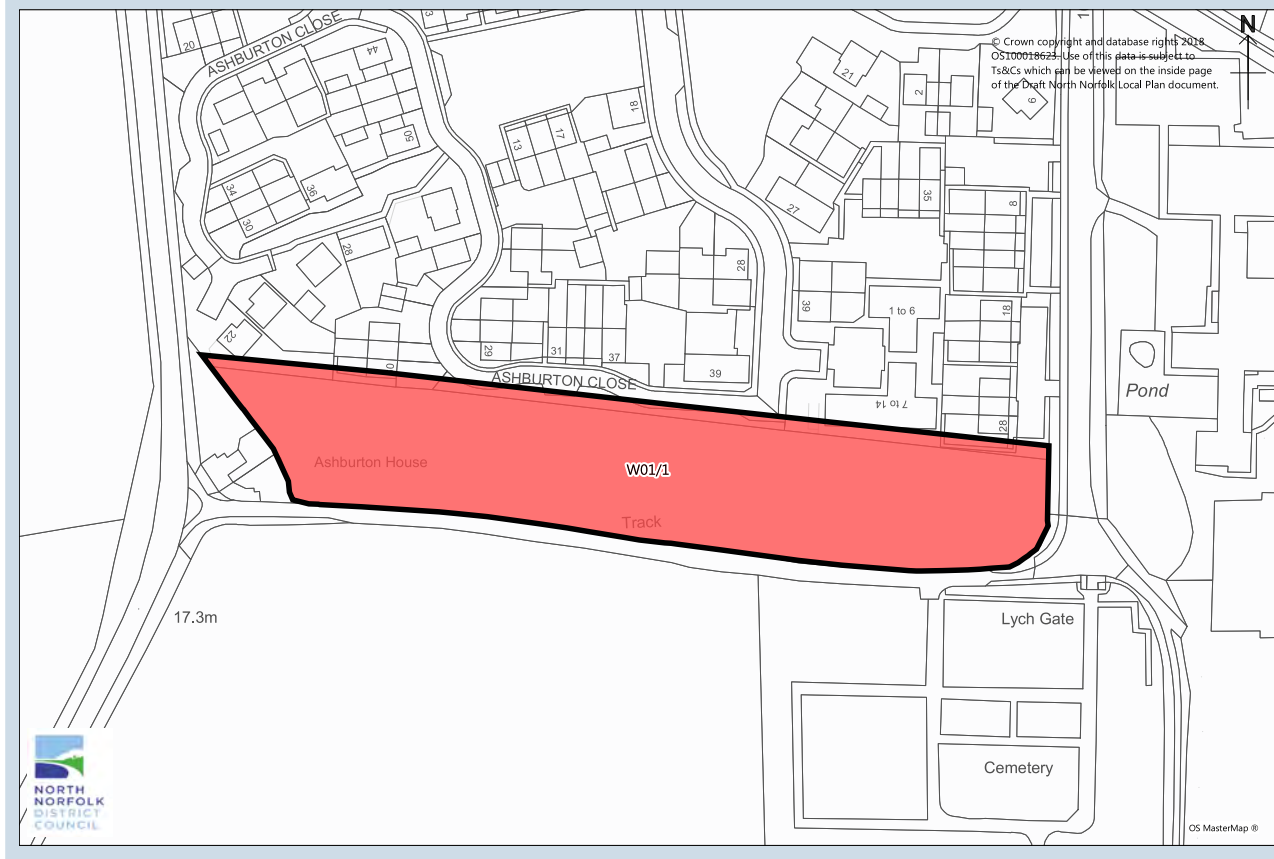 N
© Crown copyright and database rights 2018
OS100018623. Use of this data is subject to
Ts&Cs which can be viewed on the inside page
of the Draft North Norfolk Local Plan document.
20
ASHBURTON CLOSE
44
50
34
36
30
28
22
13
17
18
21
2
6
27
35
8
28
39
1 to 6
18
29
31
37
39
ASHBURTON CLOSE
7 to 14
28
Pond
Ashburton House
W01/1
Track
17.3m
Lych Gate
Cemetery
NORTH
NORFOLK
DISTRICT
COUNCIL
OS MasterMap ®